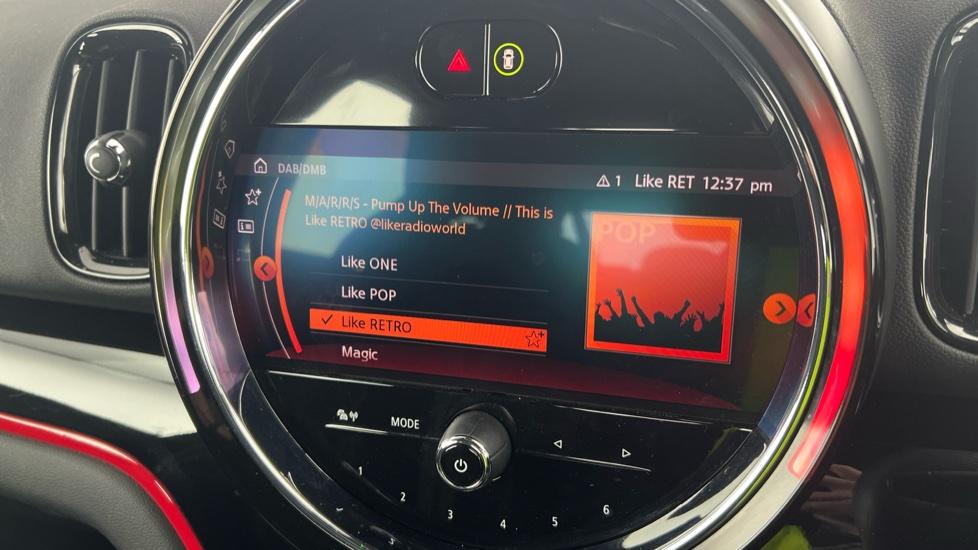 DAB/DMB
1 Like RET 12:37 pm
M/A/R/R/S - Pump Up The Volume // This is
Like RETRO @likeradioworld
POP
Like ONE
Like POP
Like RETRO
Magic
MODE
1
2
3
4
5
6